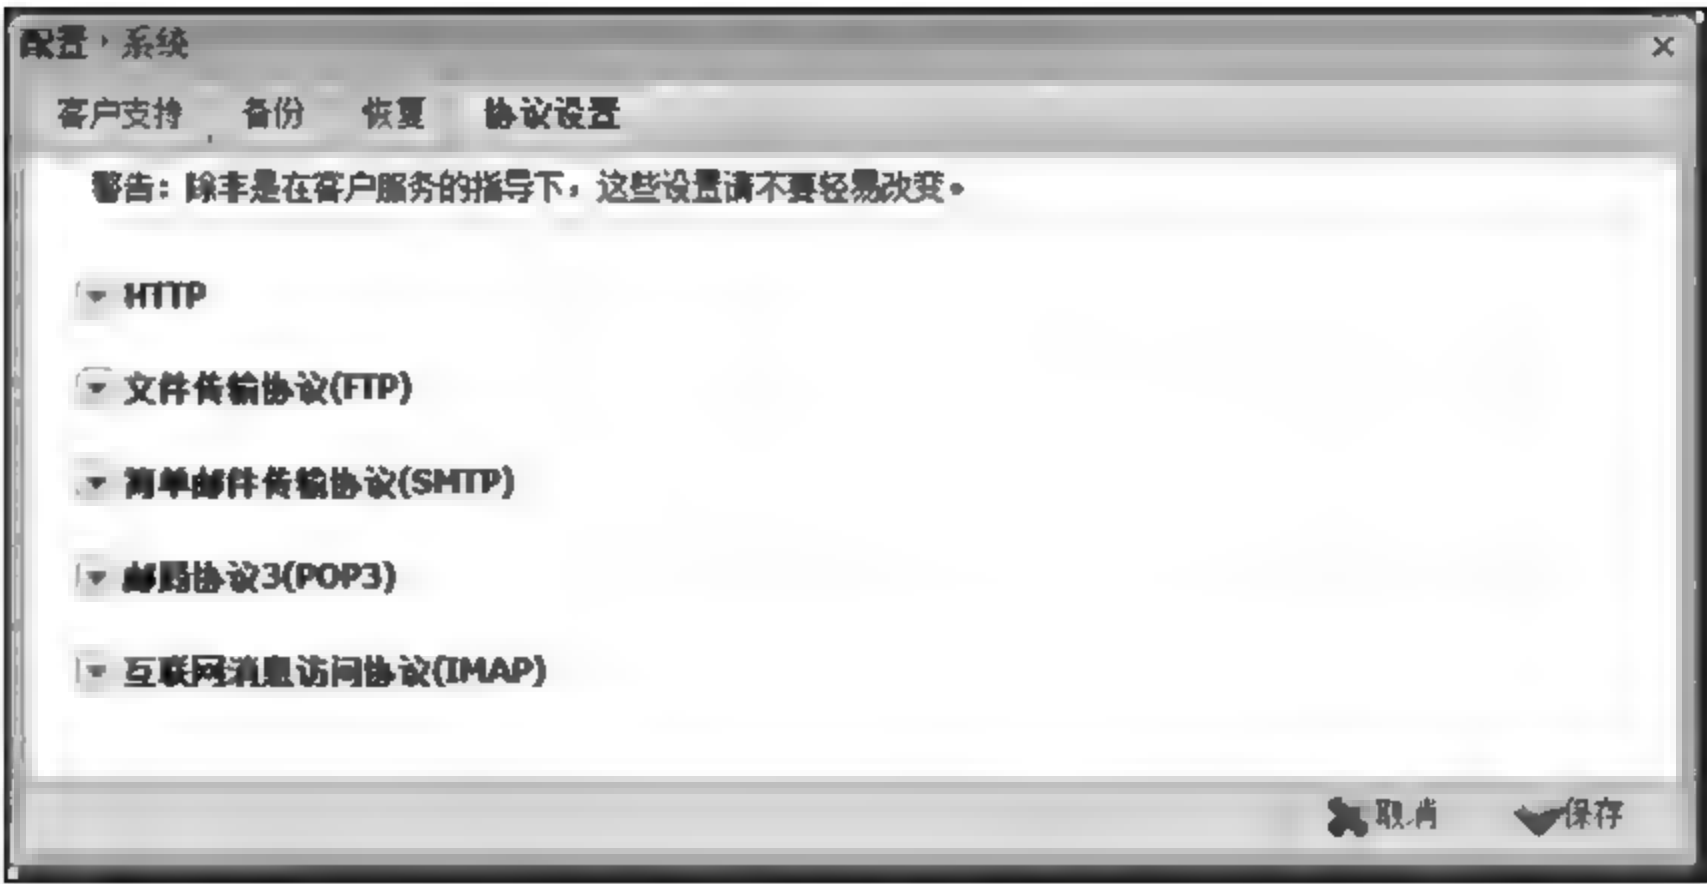 配置，系统
客户支持 备份 恢复 协议设置
警告：除非是在客户服务的指导下，这些设置请不要轻易改变。
HTTP
文件传输协议(FTP)
简单邮件传输协议(SMTP)
邮局协议3(POP3)
互联网消息访问协议(IMAP)
取消 保存